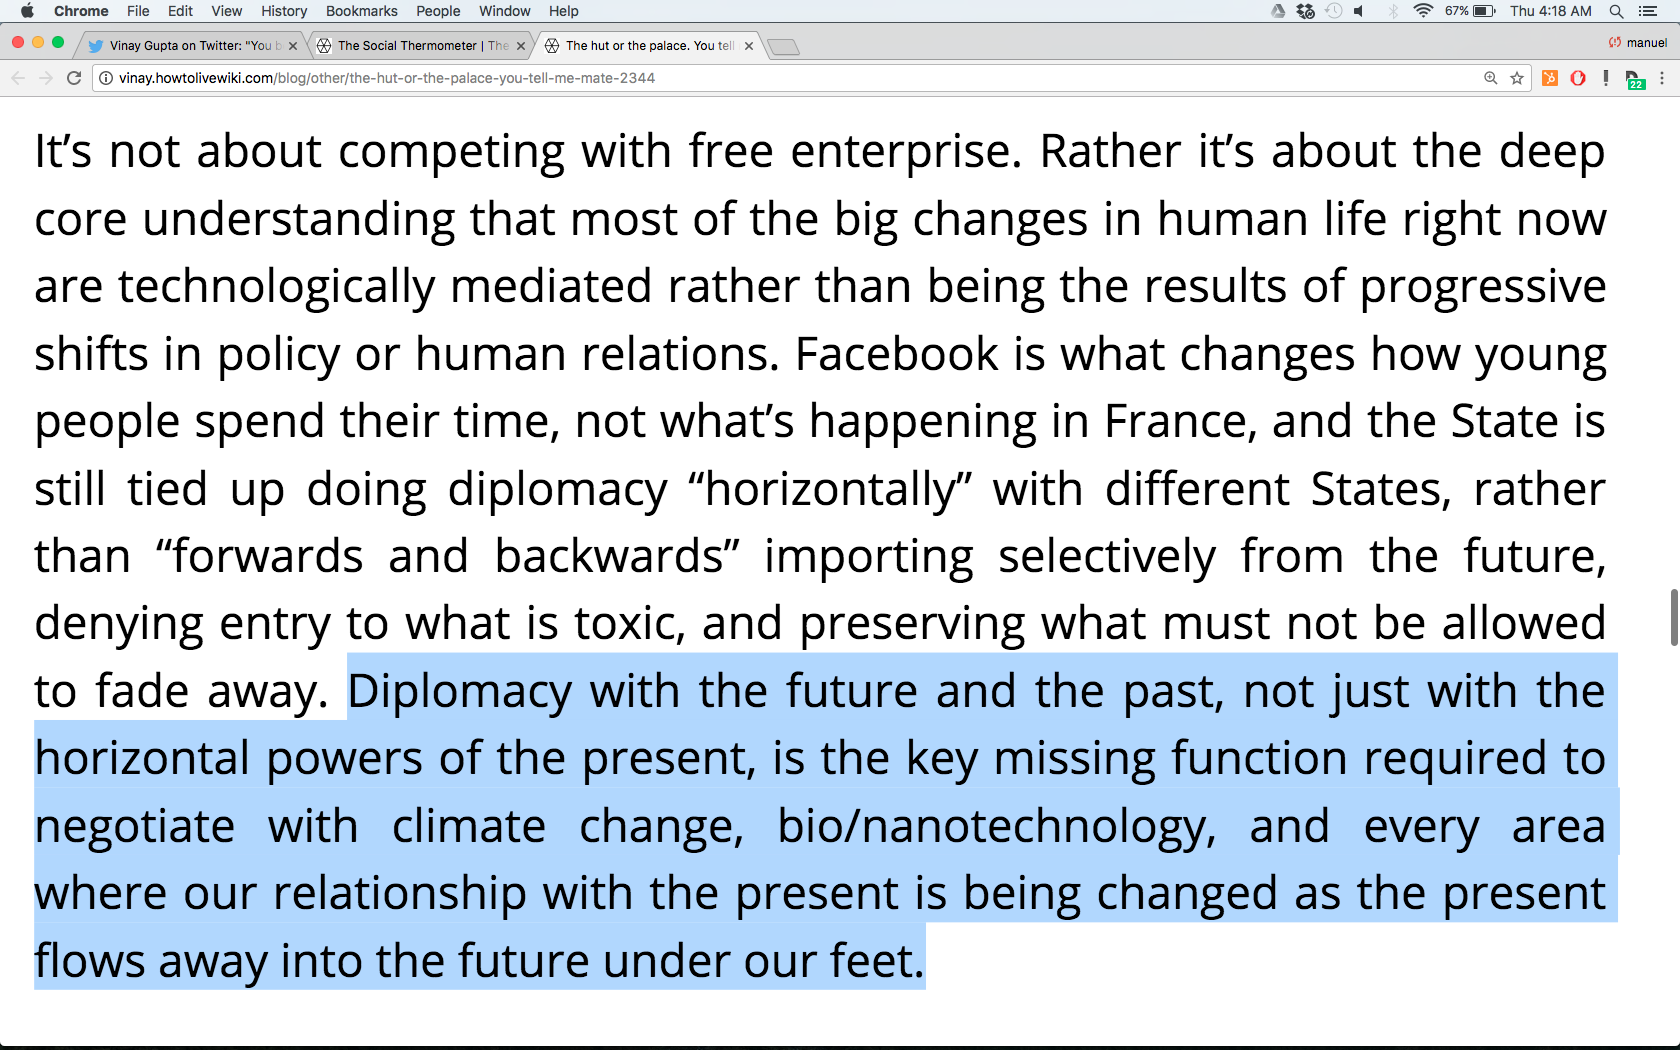 Chrome File Edit View History Bookmarks People Window Help 67% Thu 4:18 AM
Vinay Gupta on Twitter: "You b The Social Thermometer | The The hut or the palace. You tell manuel
vinay.howtolivewiki.com/blog/other/the-hut-or-the-palace-you-tell-me-mate-2344 22
It’s not about competing with free enterprise. Rather it’s about the deep
core understanding that most of the big changes in human life right now
are technologically mediated rather than being the results of progressive
shifts in policy or human relations. Facebook is what changes how young
people spend their time, not what’s happening in France, and the State is
still tied up doing diplomacy “horizontally” with different States, rather
than “forwards and backwards” importing selectively from the future,
denying entry to what is toxic, and preserving what must not be allowed
to fade away. Diplomacy with the future and the past, not just with the
horizontal powers of the present, is the key missing function required to
negotiate with climate change, bio/nanotechnology, and every area
where our relationship with the present is being changed as the present
flows away into the future under our feet.